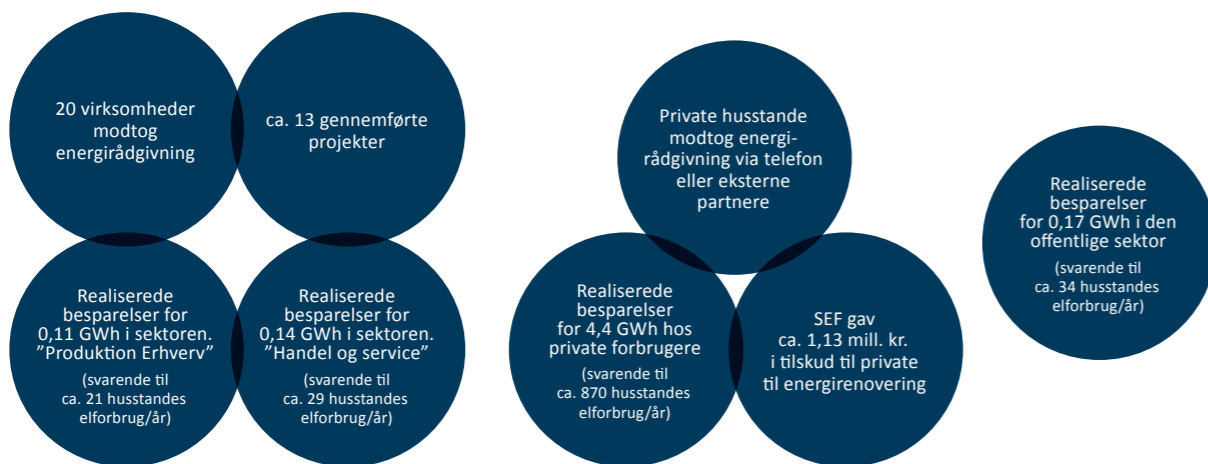 20 virksomheder
modtog
energirådgivning
ca. 13 gennemførte
projekter
Realiserede
besparelser for
0,11 GWh i sektoren.
”Produktion Erhverv”
(svarende til
ca. 21 husstandes
elforbrug/år)
Realiserede
besparelser for
0,14 GWh i sektoren.
”Handel og service”
(svarende til
ca. 29 husstandes
elforbrug/år)
Private husstande
modtog energi-
rådgivning via telefon
eller eksterne
partnere
Realiserede
besparelser
for 4,4 GWh hos
private forbrugere
(svarende til
ca. 870 husstandes
elforbrug/år)
SEF gav
ca. 1,13 mill. kr.
i tilskud til private
til energirenovering
Realiserede
besparelser
for 0,17 GWh i den
offentlige sektor
(svarende til
ca. 34 husstandes
elforbrug/år)